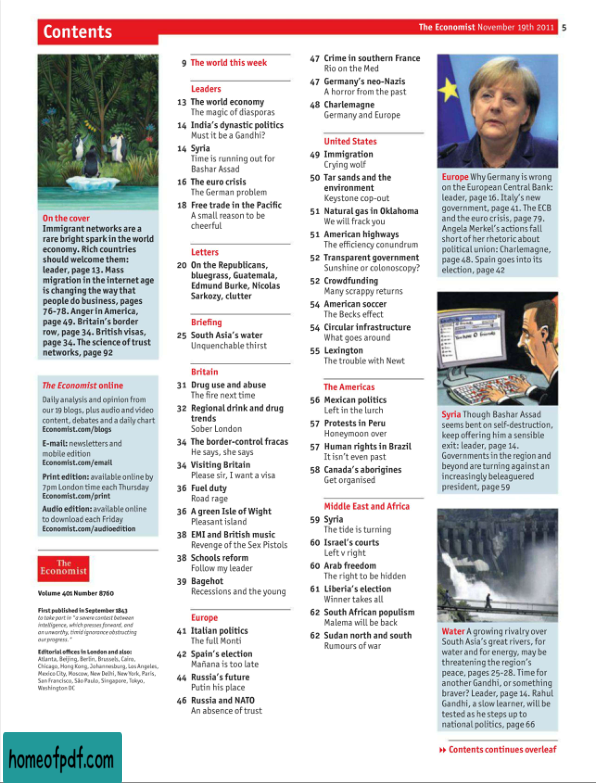 Contents
The Economist November 19th 2011 5
On the cover
Immigrant networks are a
rare bright spark in the world
economy. Rich countries
should welcome them:
leader, page 13. Mass
migration in the internet age
is changing the way that
people do business, pages
76-78. Anger in America,
page 49. Britain's border
row, page 34. British visas,
page 34. The science of trust
networks, page 92
The Economist online
Daily analysis and opinion from
our 19 blogs, plus audio and video
content, debates and a daily chart
Economist.com/blogs
E-mail: newsletters and
mobile edition
Economist.com/email
Print edition: available online by
7pm London time each Thursday
Economist.com/print
Audio edition: available online
to download each Friday
Economist.com/audioedition
The
Economist
Volume 401 Number 8760
First published in September 1843
to take part in "a severe contest between
intelligence, which presses forward, and
an unworthy, timid ignorance obstructing
our progress."
Editorial offices in London and also:
Atlanta, Beijing, Berlin, Brussels, Cairo,
Chicago, Hong Kong, Johannesburg, Los Angeles,
Mexico City, Moscow, New Delhi, New York, Paris,
San Francisco, São Paulo, Singapore, Tokyo,
Washington DC
9 The world this week
Leaders
13 The world economy
The magic of diasporas
14 India's dynastic politics
Must it be a Gandhi?
14 Syria
Time is running out for
Bashar Assad
16 The euro crisis
The German problem
18 Free trade in the Pacific
A small reason to be
cheerful
Letters
20 On the Republicans,
bluegrass, Guatemala,
Edmund Burke, Nicolas
Sarkozy, clutter
Briefing
25 South Asia's water
Unquenchable thirst
Britain
31 Drug use and abuse
The fire next time
32 Regional drink and drug
trends
Sober London
34 The border-control fracas
He says, she says
34 Visiting Britain
Please sir, I want a visa
36 Fuel duty
Road rage
36 A green Isle of Wight
Pleasant island
38 EMI and British music
Revenge of the Sex Pistols
38 Schools reform
Follow my leader
39 Bagehot
Recessions and the young
Europe
41 Italian politics
The full Monti
42 Spain's election
Mañana is too late
44 Russia's future
Putin his place
46 Russia and NATO
An absence of trust
47 Crime in southern France
Rio on the Med
47 Germany's neo-Nazis
A horror from the past
48 Charlemagne
Germany and Europe
United States
49 Immigration
Crying wolf
50 Tar sands and the
environment
Keystone cop-out
51 Natural gas in Oklahoma
We will frack you
51 American highways
The efficiency conundrum
52 Transparent government
Sunshine or colonoscopy?
52 Crowdfunding
Many scrappy returns
54 American soccer
The Becks effect
54 Circular infrastructure
What goes around
55 Lexington
The trouble with Newt
The Americas
56 Mexican politics
Left in the lurch
57 Protests in Peru
Honeymoon over
57 Human rights in Brazil
It isn't even past
58 Canada's aborigines
Get organised
Middle East and Africa
59 Syria
The tide is turning
60 Israel's courts
Left v right
60 Arab freedom
The right to be hidden
61 Liberia's election
Winner takes all
62 South African populism
Malema will be back
62 Sudan north and south
Rumours of war
Europe Why Germany is wrong
on the European Central Bank:
leader, page 16. Italy's new
government, page 41. The ECB
and the euro crisis, page 79.
Angela Merkel's actions fall
short of her rhetoric about
political union: Charlemagne,
page 48. Spain goes into its
election, page 42
Syria Though Bashar Assad
seems bent on self-destruction,
keep offering him a sensible
exit: leader, page 14.
Governments in the region and
beyond are turning against an
increasingly beleaguered
president, page 59
Water A growing rivalry over
South Asia's great rivers, for
water and for energy, may be
threatening the region's
peace, pages 25-28. Time for
another Gandhi, or something
braver? Leader, page 14. Rahul
Gandhi, a slow learner, will be
tested as he steps up to
national politics, page 66
Contents continues overleaf
homeofpdf.com